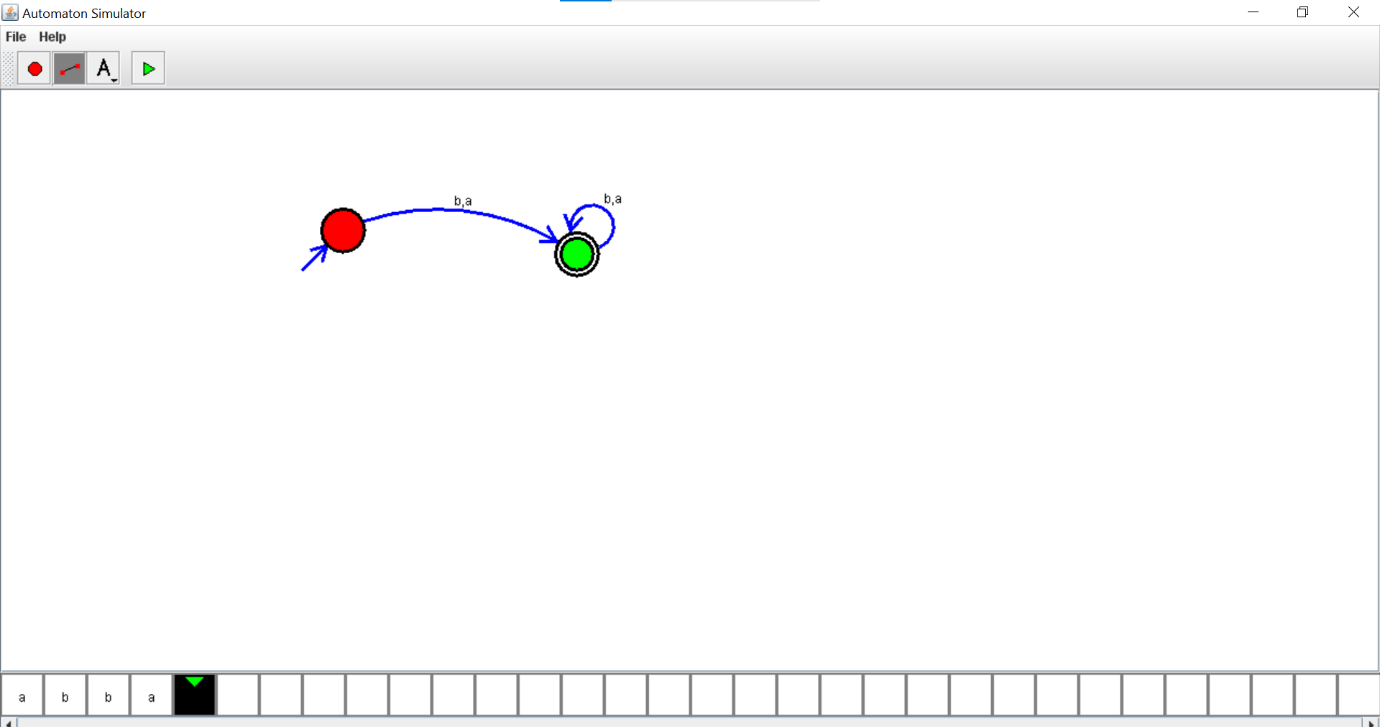 Automaton Simulator
File Help
A
b,a
b,a
a b b a